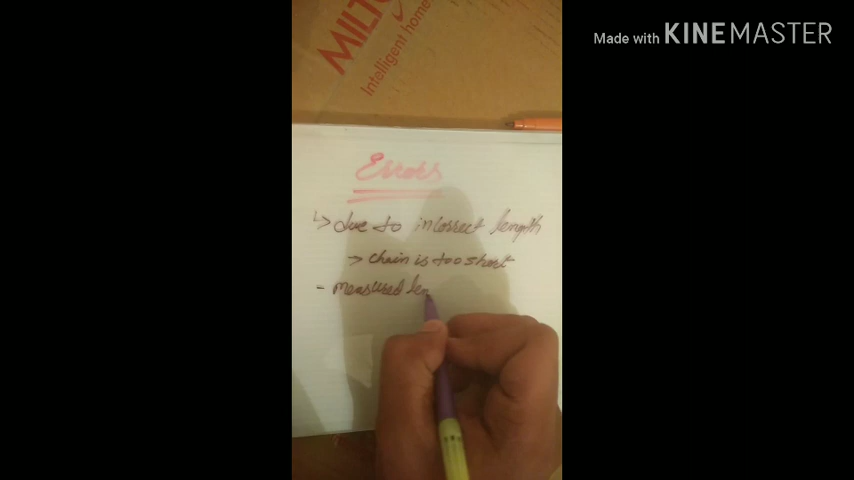 MILTO
Intelligent home
Made with KINEMASTER
Errors
↳ due to incorrect length
→ chain is too short
- measured len